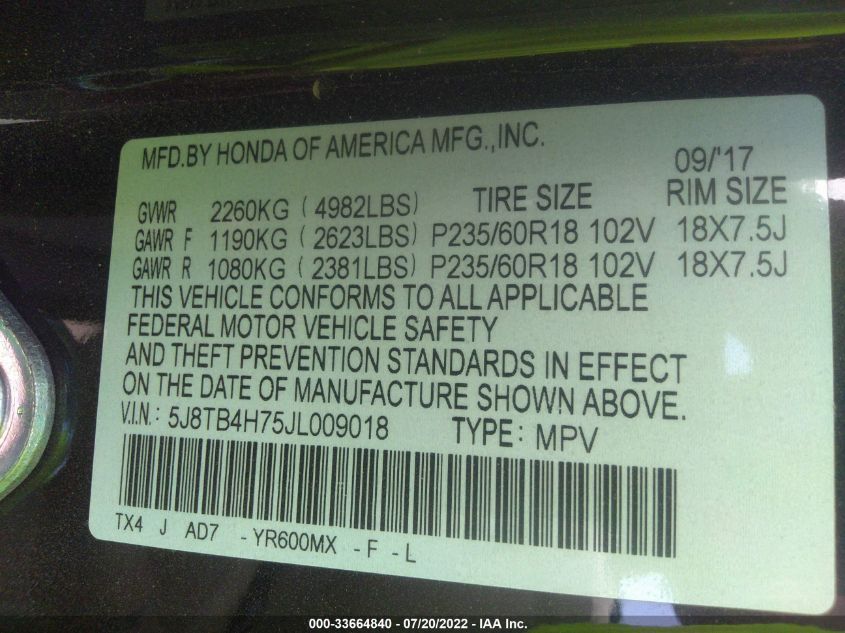 MFD.BY HONDA OF AMERICA MFG.,INC.
09/'17
GVWR 2260KG ( 4982LBS) TIRE SIZE RIM SIZE
GAWR F 1190KG ( 2623LBS) P235/60R18 102V 18X7.5J
GAWR R 1080KG ( 2381LBS) P235/60R18 102V 18X7.5J
THIS VEHICLE CONFORMS TO ALL APPLICABLE
FEDERAL MOTOR VEHICLE SAFETY
AND THEFT PREVENTION STANDARDS IN EFFECT
ON THE DATE OF MANUFACTURE SHOWN ABOVE.
V.I.N.: 5J8TB4H75JL009018 TYPE: MPV
TX4 J AD7 -YR600MX -F -L
000-33664840 / 07/20/2022 - IAA Inc.